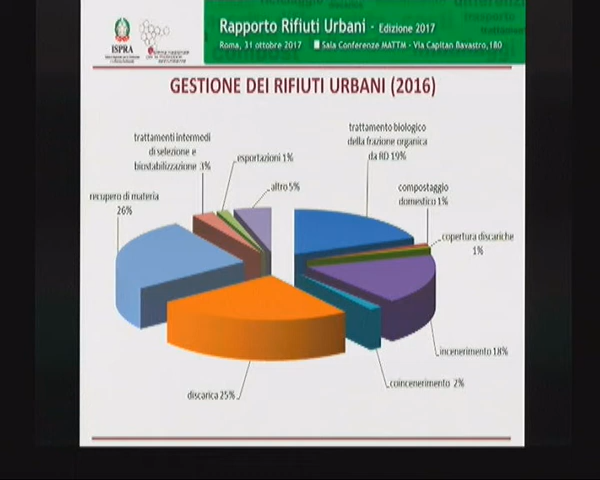 ISPRA
Rapporto Rifiuti Urbani - Edizione 2017
Roma, 31 ottobre 2017 Sala Conferenze MATTM - Via Capitan Bavastro, 180
GESTIONE DEI RIFIUTI URBANI (2016)
trattamento biologico
della frazione organica
da RD 19%
trattamenti intermedi
di selezione e
biostabilizzazione 3%
esportazioni 1%
altro 5%
compostaggio
domestico 1%
recupero di materia
26%
copertura discariche
1%
incenerimento 18%
coincenerimento 2%
discarica 25%